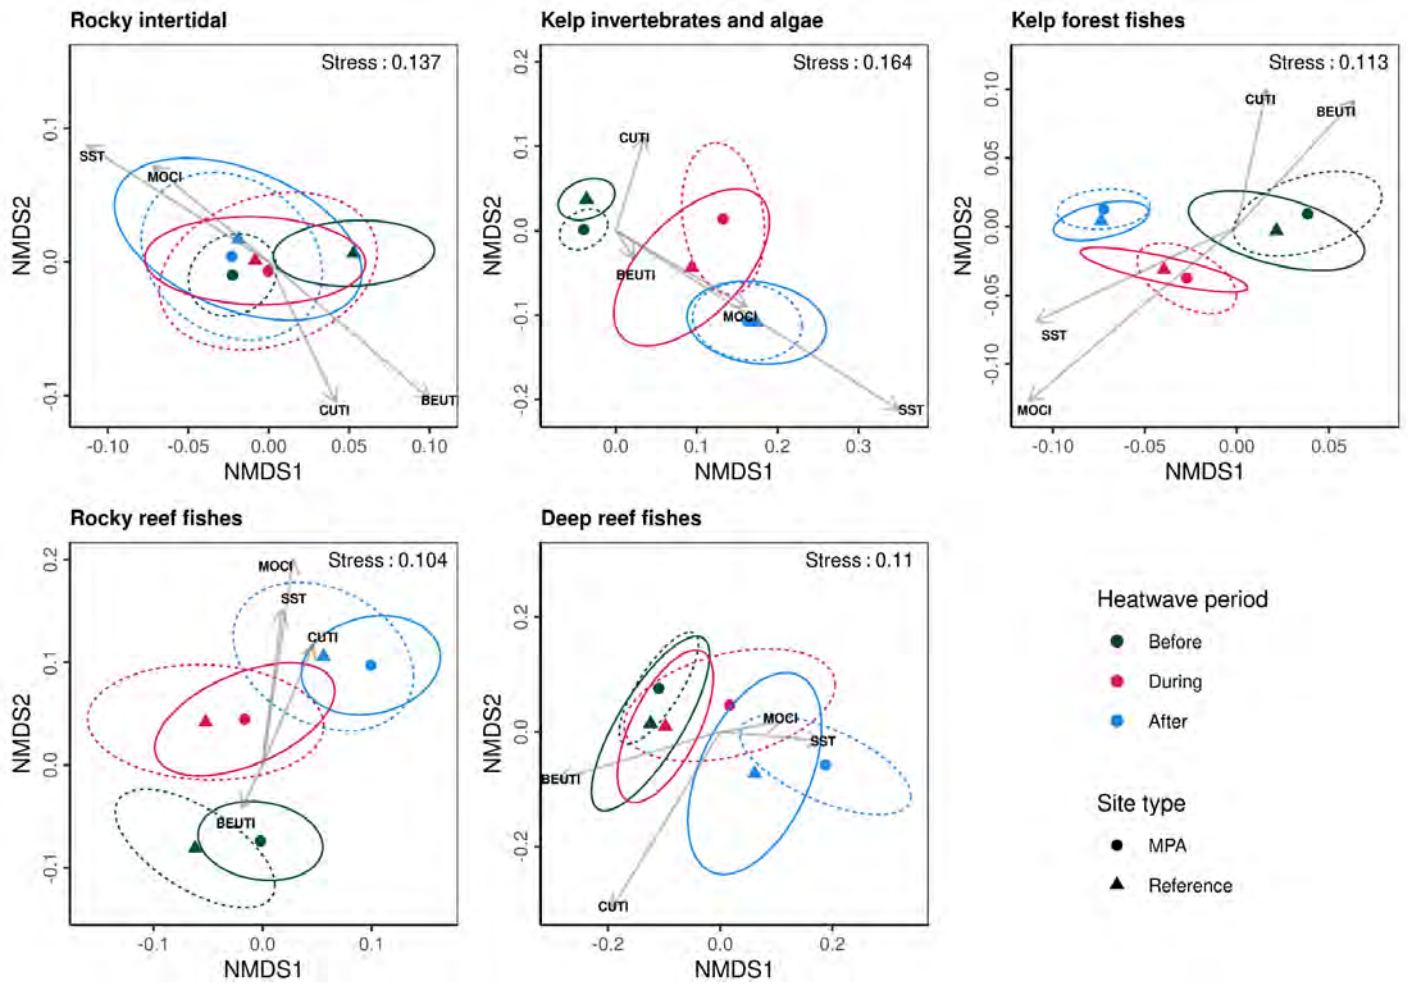 Rocky intertidal
Stress : 0.137
NMDS2
0.1
0.0
-0.1
SST
MOCI
CUTI
BEUT
-0.10
-0.05
0.00
0.05
0.10
NMDS1
Kelp invertebrates and algae
Stress : 0.164
NMDS2
0.2
0.1
0.0
-0.1
-0.2
CUTI
BEUTI
MOCI
SST
0.0
0.1
0.2
0.3
NMDS1
Kelp forest fishes
Stress : 0.113
NMDS2
0.10
0.05
0.00
-0.05
-0.10
CUTI
BEUTI
SST
MOCI
-0.10
-0.05
0.00
0.05
NMDS1
Rocky reef fishes
Stress : 0.104
NMDS2
0.2
0.1
0.0
-0.1
MOCI
SST
CUTI
BEUTI
-0.1
0.0
0.1
NMDS1
Deep reef fishes
Stress : 0.11
NMDS2
0.2
0.0
-0.2
MOCI
SST
BEUTI
CUTI
-0.2
0.0
0.2
NMDS1
Heatwave period
Before
During
After
Site type
MPA
Reference